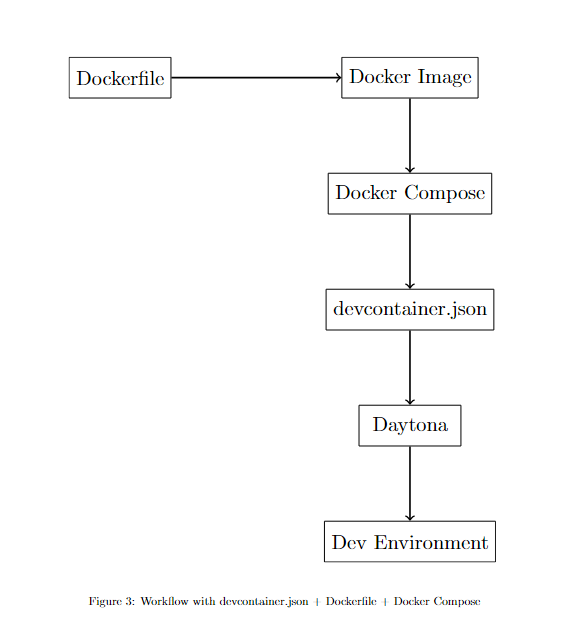 Dockerfile
Docker Image
Docker Compose
devcontainer.json
Daytona
Dev Environment
Figure 3: Workflow with devcontainer.json + Dockerfile + Docker Compose